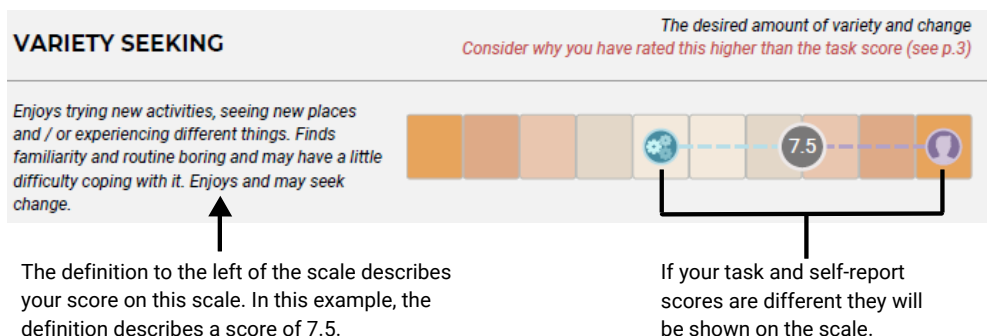 VARIETY SEEKING
The desired amount of variety and change
Consider why you have rated this higher than the task score (see p.3)
Enjoys trying new activities, seeing new places
and / or experiencing different things. Finds
familiarity and routine boring and may have a little
difficulty coping with it. Enjoys and may seek
change.
7.5
The definition to the left of the scale describes
your score on this scale. In this example, the
definition describes a score of 7.5.
If your task and self-report
scores are different they will
be shown on the scale.